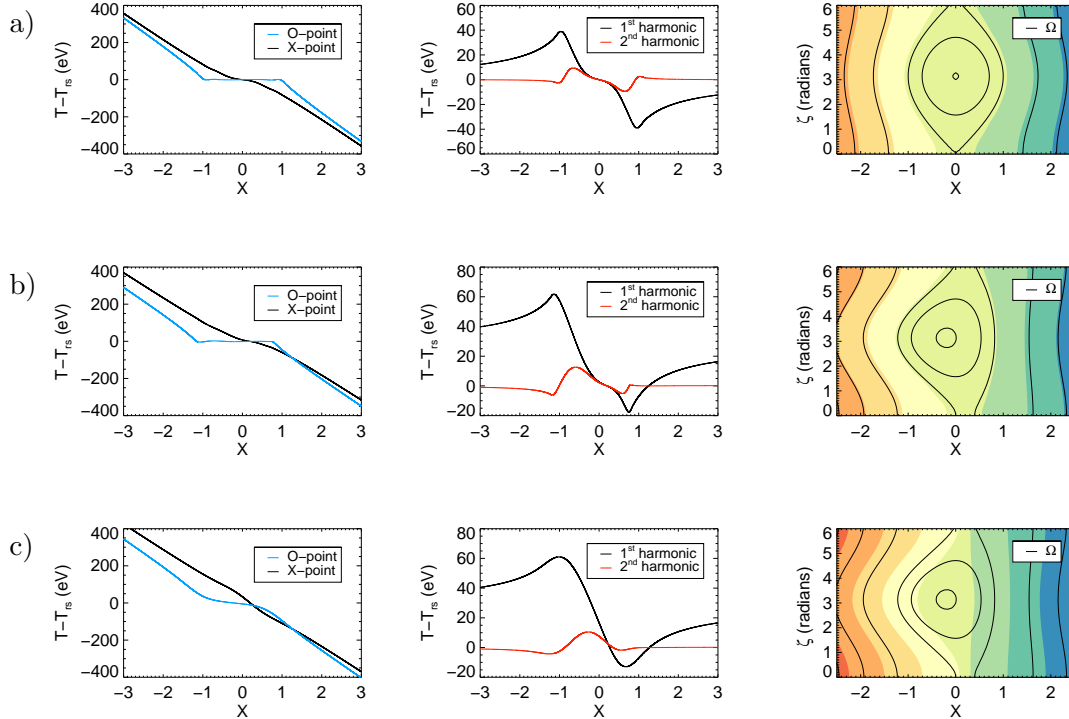 a)
T−Trs (eV)
400
200
0
−200
−400
O−point
X−point
−3 −2 −1 0 1 2 3
X
T−Trs (eV)
60
40
20
0
−20
−40
−60
1st harmonic
2nd harmonic
−3 −2 −1 0 1 2 3
X
ζ (radians)
6
5
4
3
2
1
0
Ω
−2 −1 0 1 2
X
b)
T−Trs (eV)
400
200
0
−200
−400
O−point
X−point
−3 −2 −1 0 1 2 3
X
T−Trs (eV)
80
60
40
20
0
−20
1st harmonic
2nd harmonic
−3 −2 −1 0 1 2 3
X
ζ (radians)
6
5
4
3
2
1
0
Ω
−2 −1 0 1 2
X
c)
T−Trs (eV)
400
200
0
−200
−400
O−point
X−point
−3 −2 −1 0 1 2 3
X
T−Trs (eV)
80
60
40
20
0
−20
1st harmonic
2nd harmonic
−3 −2 −1 0 1 2 3
X
ζ (radians)
6
5
4
3
2
1
0
Ω
−2 −1 0 1 2
X